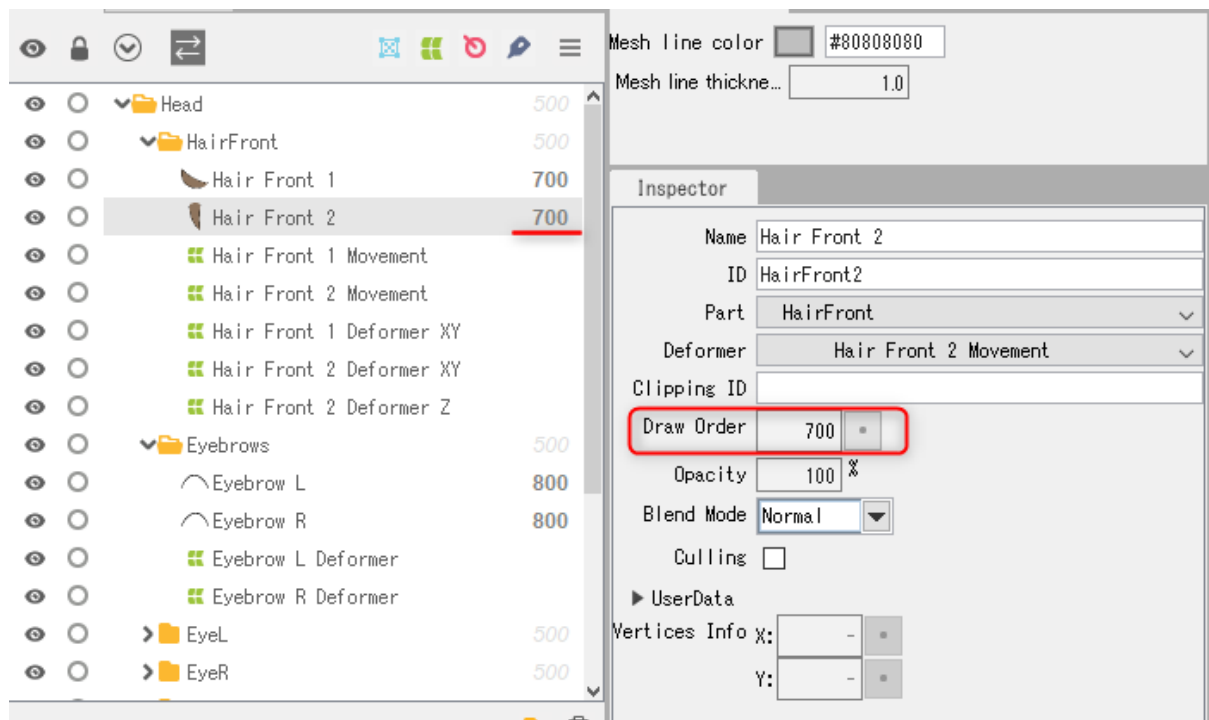 Head 500
HairFront 500
Hair Front 1 700
Hair Front 2 700
Hair Front 1 Movement
Hair Front 2 Movement
Hair Front 1 Deformer XY
Hair Front 2 Deformer XY
Hair Front 2 Deformer Z
Eyebrows 500
Eyebrow L 800
Eyebrow R 800
Eyebrow L Deformer
Eyebrow R Deformer
EyeL 500
EyeR 500
Mesh line color #80808080
Mesh line thickne… 1.0
Inspector
Name Hair Front 2
ID HairFront2
Part HairFront
Deformer Hair Front 2 Movement
Clipping ID
Draw Order 700
Opacity 100 %
Blend Mode Normal
Culling
UserData
Vertices Info X: -
Y: -